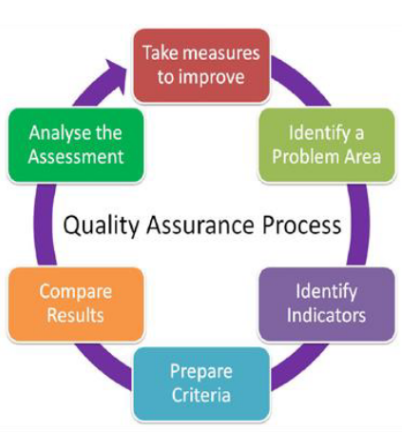 Take measures
to improve
Identify a
Problem Area
Identify
Indicators
Prepare
Criteria
Compare
Results
Analyse the
Assessment
Quality Assurance Process